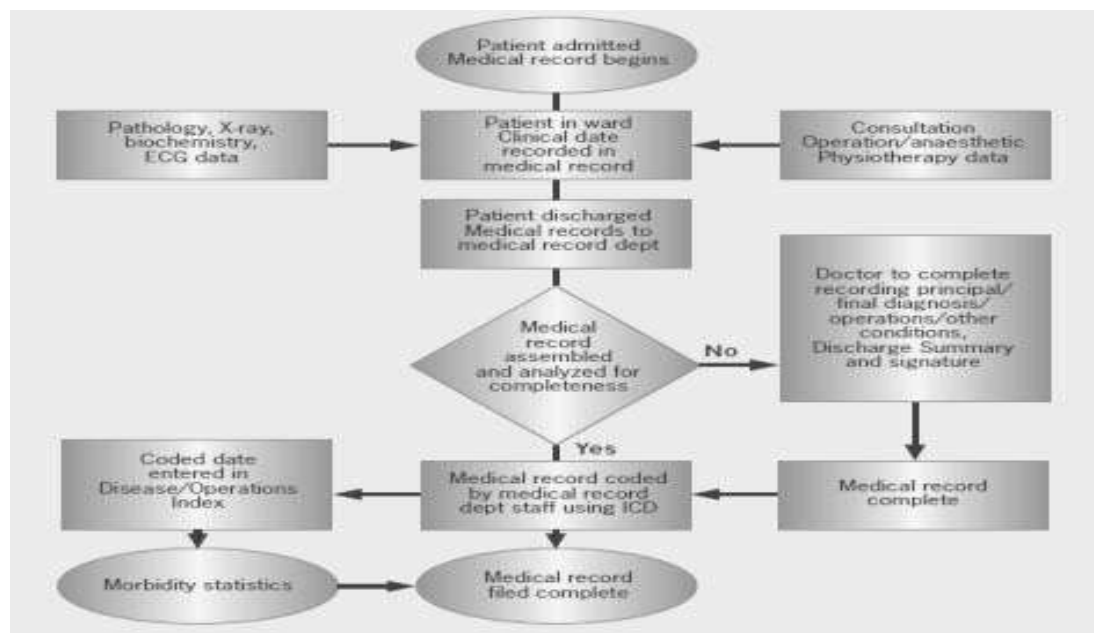 Patient admitted
Medical record begins
Pathology, X-ray,
biochemistry,
ECG data
Patient in ward
Clinical date
recorded in
medical record
Consultation
Operation/anaesthetic
Physiotherapy data
Patient discharged
Medical records to
medical record dept
Doctor to complete
recording principal/
final diagnosis/
operations/other
conditions,
Discharge Summary
and signature
Medical
record
assembled
and analyzed for
completeness
No
Yes
Coded date
entered in
Disease/Operations
Index
Medical record coded
by medical record
dept staff using ICD
Medical record
complete
Morbidity statistics
Medical record
filed complete